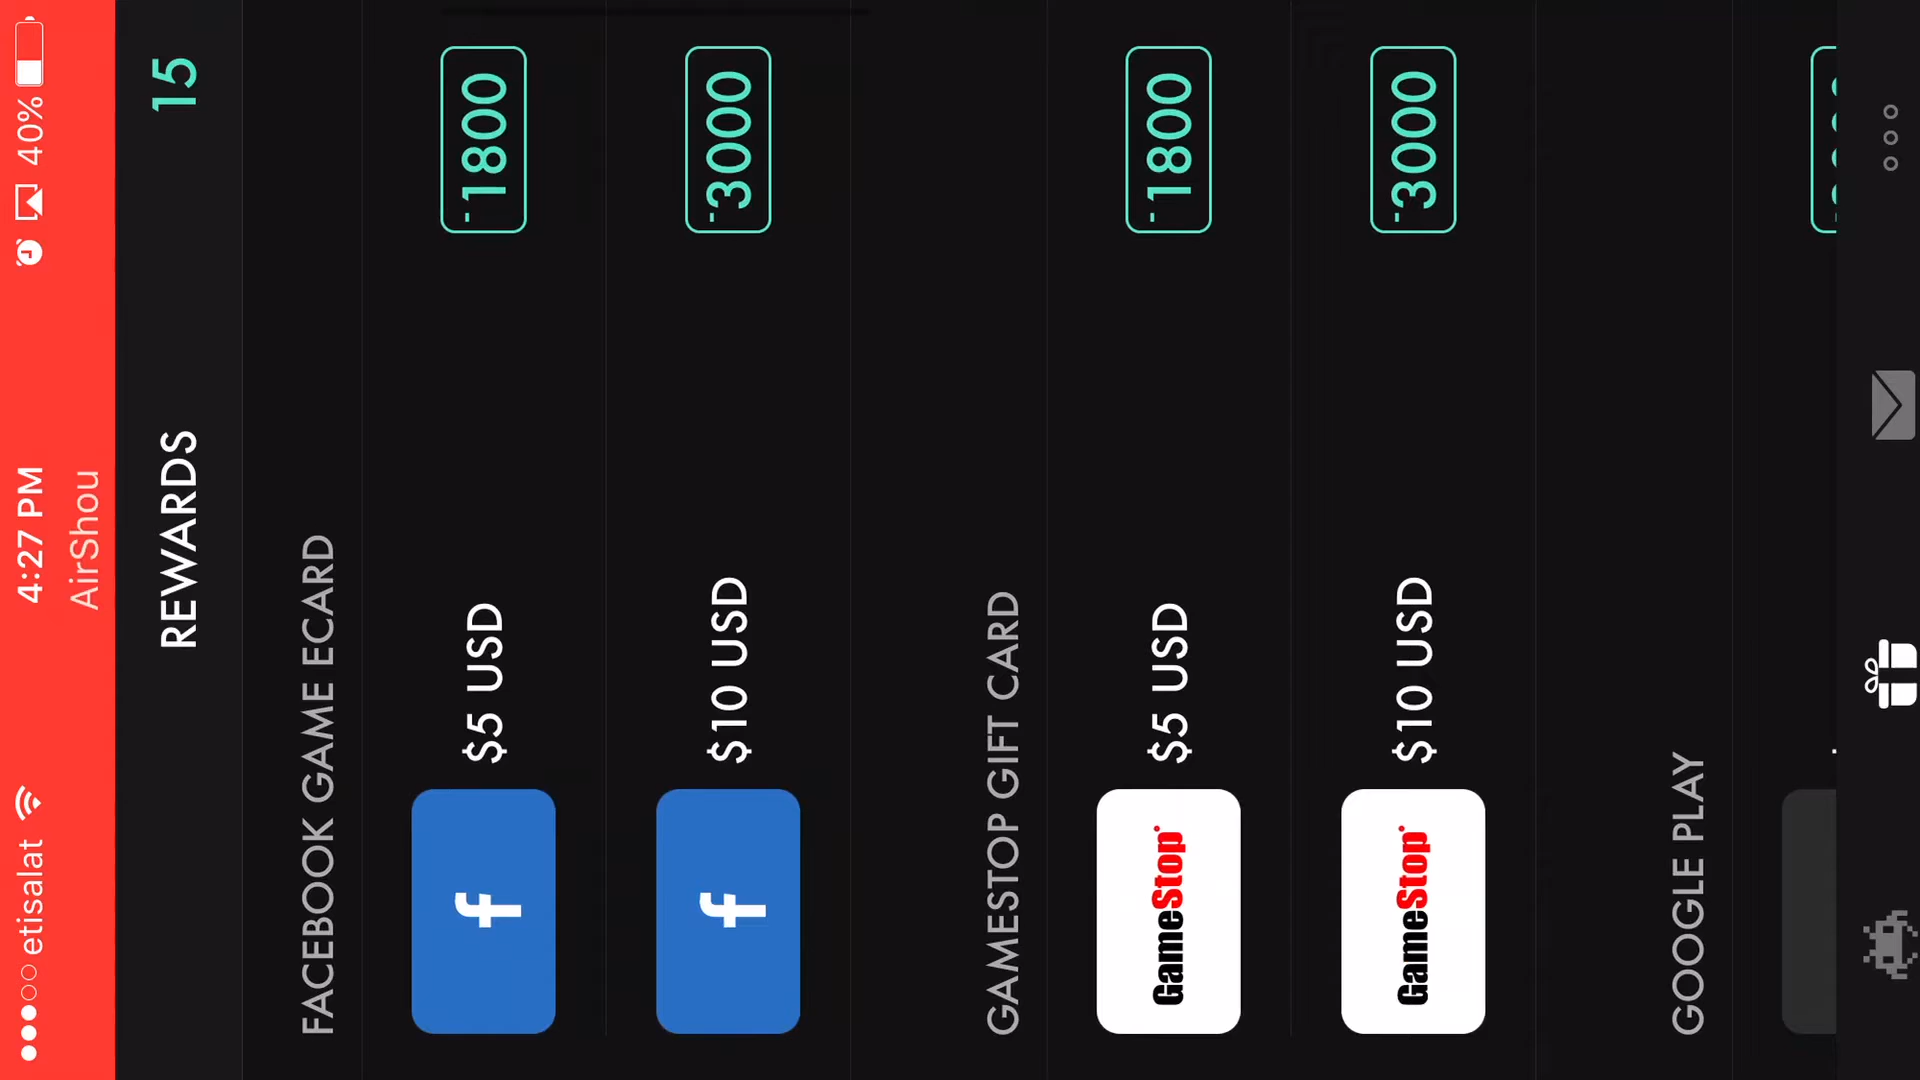 etisalat 4:27 PM 40%
AirShou
REWARDS 15
FACEBOOK GAME ECARD
f $5 USD -1800
f $10 USD -3000
GAMESTOP GIFT CARD
GameStop $5 USD -1800
GameStop $10 USD -3000
GOOGLE PLAY